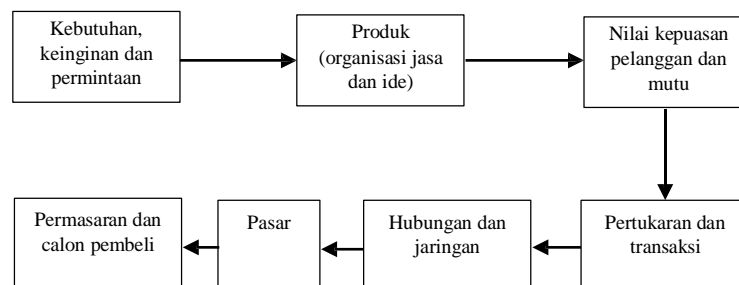 Kebutuhan,
keinginan dan
permintaan
Produk
(organisasi jasa
dan ide)
Nilai kepuasan
pelanggan dan
mutu
Pertukaran dan
transaksi
Hubungan dan
jaringan
Pasar
Permasaran dan
calon pembeli